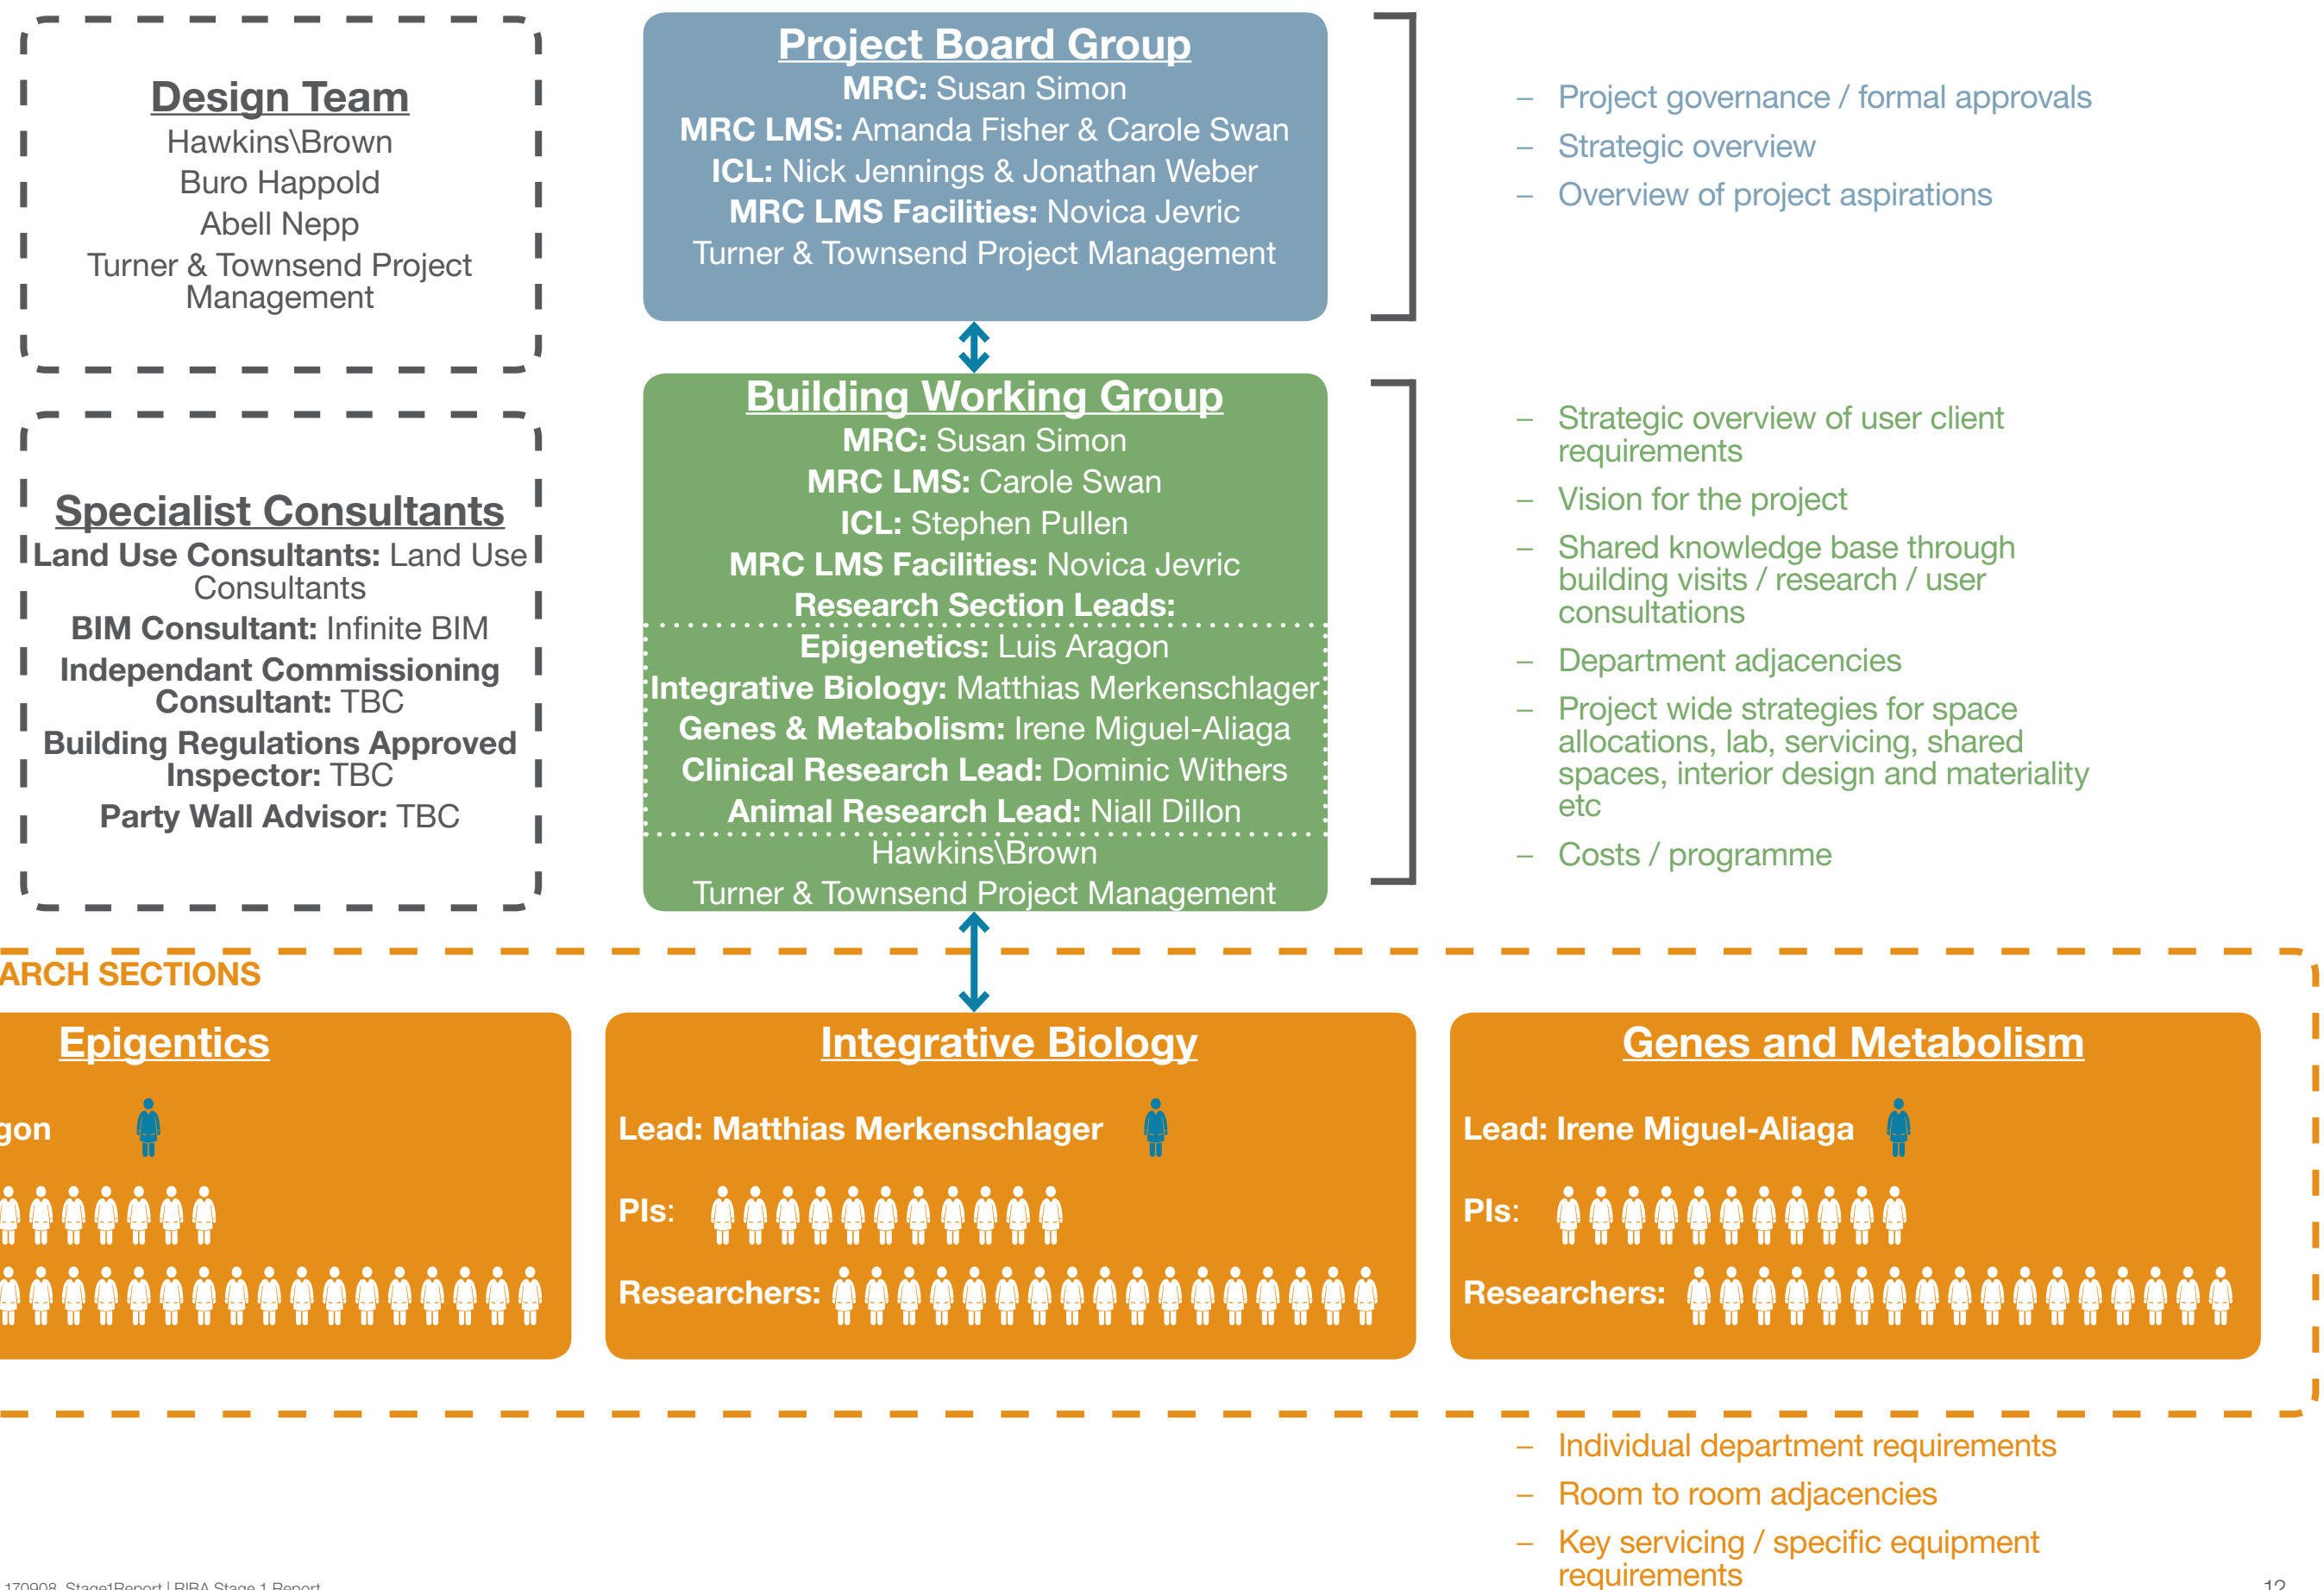 Design Team
Hawkins\Brown
Buro Happold
Abell Nepp
Turner & Townsend Project
Management
Specialist Consultants
Land Use Consultants: Land Use
Consultants
BIM Consultant: Infinite BIM
Independant Commissioning
Consultant: TBC
Building Regulations Approved
Inspector: TBC
Party Wall Advisor: TBC
Project Board Group
MRC: Susan Simon
MRC LMS: Amanda Fisher & Carole Swan
ICL: Nick Jennings & Jonathan Weber
MRC LMS Facilities: Novica Jevric
Turner & Townsend Project Management
Building Working Group
MRC: Susan Simon
MRC LMS: Carole Swan
ICL: Stephen Pullen
MRC LMS Facilities: Novica Jevric
Research Section Leads:
Epigenetics: Luis Aragon
Integrative Biology: Matthias Merkenschlager
Genes & Metabolism: Irene Miguel-Aliaga
Clinical Research Lead: Dominic Withers
Animal Research Lead: Niall Dillon
Hawkins\Brown
Turner & Townsend Project Management
– Project governance / formal approvals
– Strategic overview
– Overview of project aspirations
– Strategic overview of user client
requirements
– Vision for the project
– Shared knowledge base through
building visits / research / user
consultations
– Department adjacencies
– Project wide strategies for space
allocations, lab, servicing, shared
spaces, interior design and materiality
etc
– Costs / programme
ARCH SECTIONS
Epigentics
gon
Integrative Biology
Lead: Matthias Merkenschlager
PIs:
Researchers:
Genes and Metabolism
Lead: Irene Miguel-Aliaga
PIs:
Researchers:
– Individual department requirements
– Room to room adjacencies
– Key servicing / specific equipment
requirements
170908_Stage1Report | RIBA Stage 1 Report
12